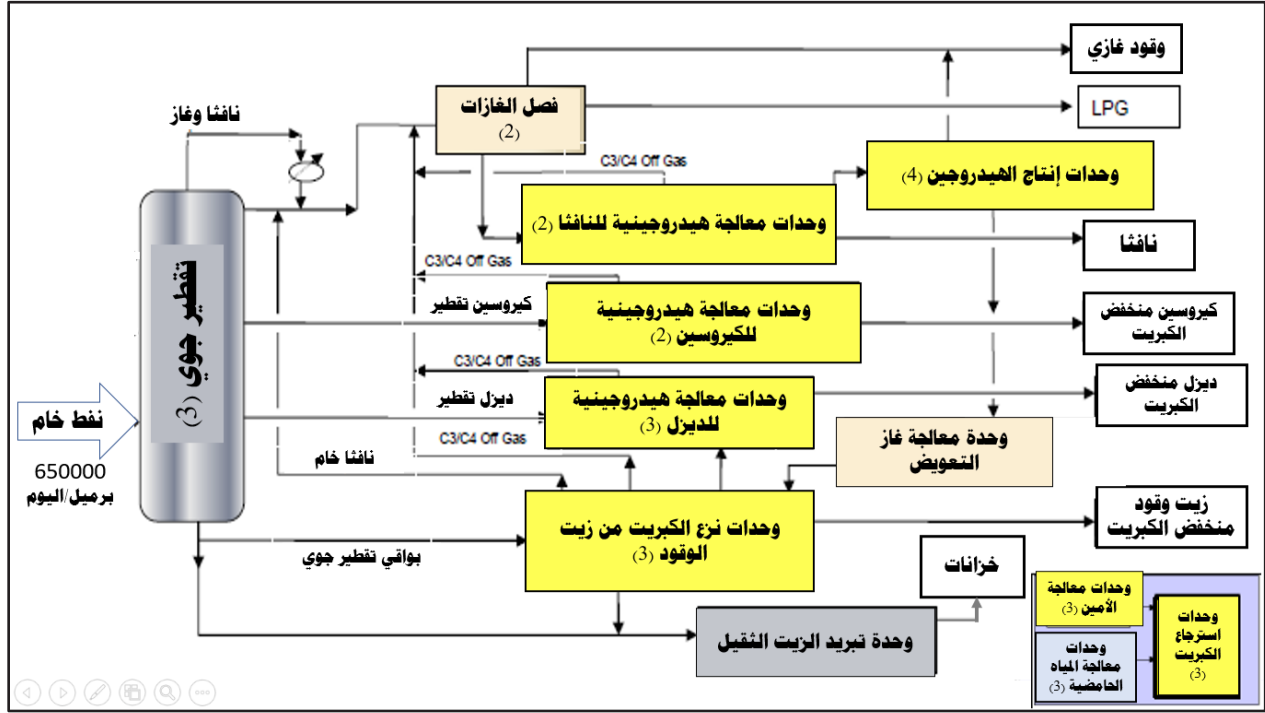 وقود غازي
فصل الغازات
(2)
LPG
نافثا وغاز
C3/C4 Off Gas
وحدات إنتاج الهيدروجين (4)
وحدات معالجة هيدروجينية للنافثا (2)
نافثا
C3/C4 Off Gas
تقطير جوي (3)
كيروسين تقطير
وحدات معالجة هيدروجينية
للكيروسين (2)
كيروسين منخفض
الكبريت
C3/C4 Off Gas
ديزل تقطير
وحدات معالجة هيدروجينية
للديزل (3)
ديزل منخفض
الكبريت
نفط خام
650000
برميل/اليوم
C3/C4 Off Gas
نافثا خام
وحدة معالجة غاز
التعويض
وحدات نزع الكبريت من زيت
الوقود (3)
زيت وقود
منخفض الكبريت
بواقي تقطير جوي
خزانات
وحدة تبريد الزيت الثقيل
وحدات معالجة
الأمين (3)
وحدات
استرجاع
الكبريت
(3)
وحدات
معالجة المياه
الحامضية (3)